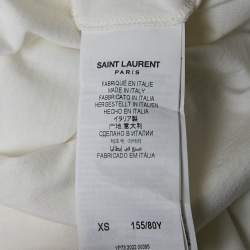 SAINT LAURENT
PARIS
FABRIQUÉ EN ITALIE
MADE IN ITALY
FABRICATO IN ITALIA
HERGESTELLT IN ITALIEN
HECHO EN ITALIA
イタリア製
产地:意大利
СДЕЛАНО В ИТАЛИИ
صنع في إيطاليا
FABRICADO EM ITÁLIA
XS 155/80Y